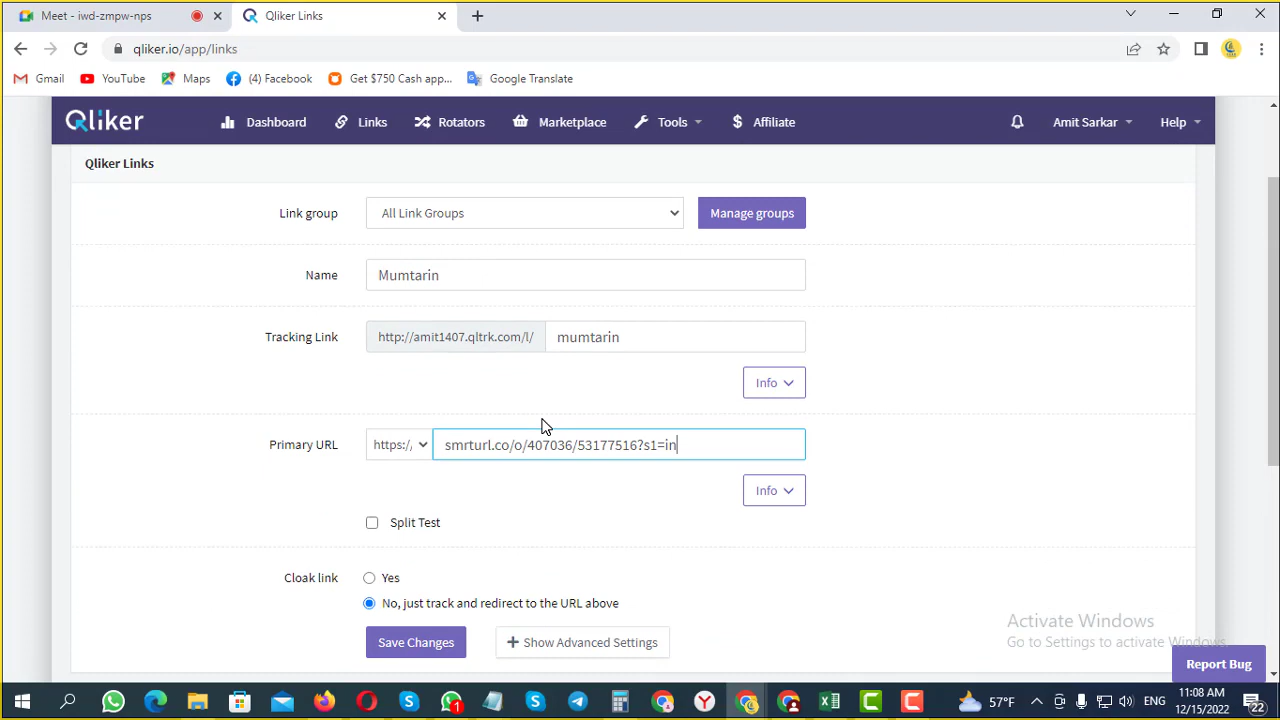 Meet - iwd-zmpw-nps
Qliker Links
qliker.io/app/links
Gmail YouTube Maps (4) Facebook Get $750 Cash app... Google Translate
Qliker Dashboard Links Rotators Marketplace Tools $ Affiliate Amit Sarkar Help
Qliker Links
Link group All Link Groups Manage groups
Name Mumtarin
Tracking Link http://amit1407.qltrk.com/l/ mumtarin
Info
Primary URL https:/ smrturl.co/o/407036/53177516?s1=in
Info
Split Test
Cloak link Yes
No, just track and redirect to the URL above
Save Changes + Show Advanced Settings
Activate Windows
Go to Settings to activate Windows.
Report Bug
1 57°F ENG 11:08 AM
12/15/2022 22